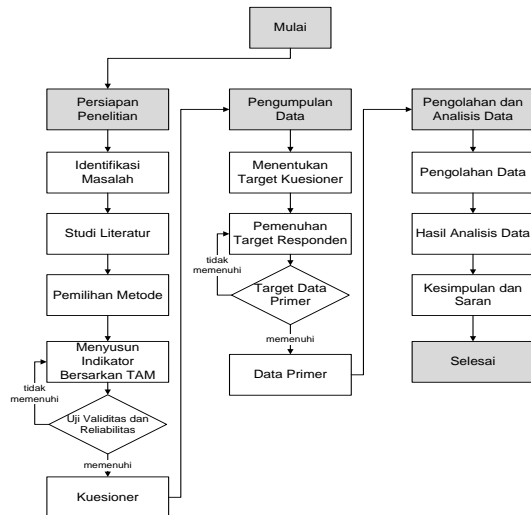 Mulai
Persiapan
Penelitian
Identifikasi
Masalah
Studi Literatur
Pemilihan Metode
Menyusun
Indikator
Bersarkan TAM
tidak
memenuhi
Uji Validitas dan
Reliabilitas
memenuhi
Kuesioner
Pengumpulan
Data
Menentukan
Target Kuesioner
Pemenuhan
Target Responden
tidak
memenuhi
Target Data
Primer
memenuhi
Data Primer
Pengolahan dan
Analisis Data
Pengolahan Data
Hasil Analisis Data
Kesimpulan dan
Saran
Selesai